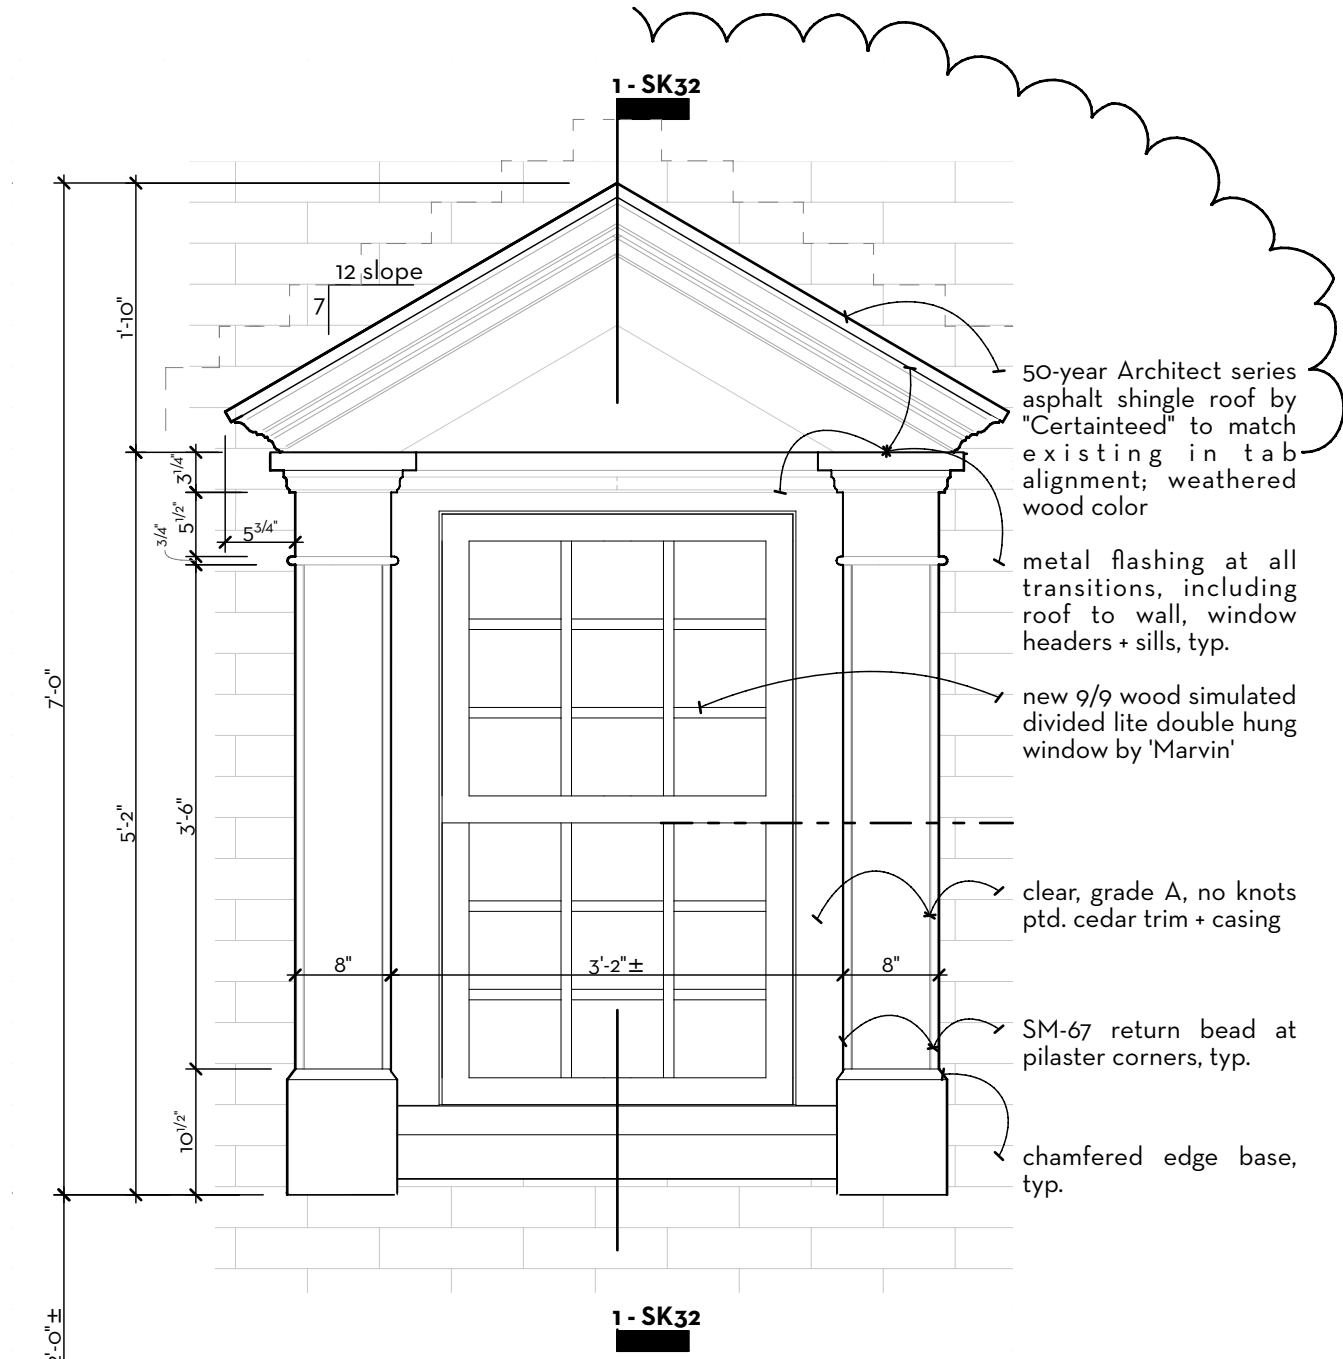 1 - SK32
12 slope
7
1'-10"
3 1/4"
5 1/2"
3/4"
5 3/4"
7'-0"
5'-2"
3'-6"
8"
3'-2"±
8"
10 1/2"
50-year Architect series
asphalt shingle roof by
"Certainteed" to match
existing in tab
alignment; weathered
wood color
metal flashing at all
transitions, including
roof to wall, window
headers + sills, typ.
new 9/9 wood simulated
divided lite double hung
window by 'Marvin'
clear, grade A, no knots
ptd. cedar trim + casing
SM-67 return bead at
pilaster corners, typ.
chamfered edge base,
typ.
1 - SK32